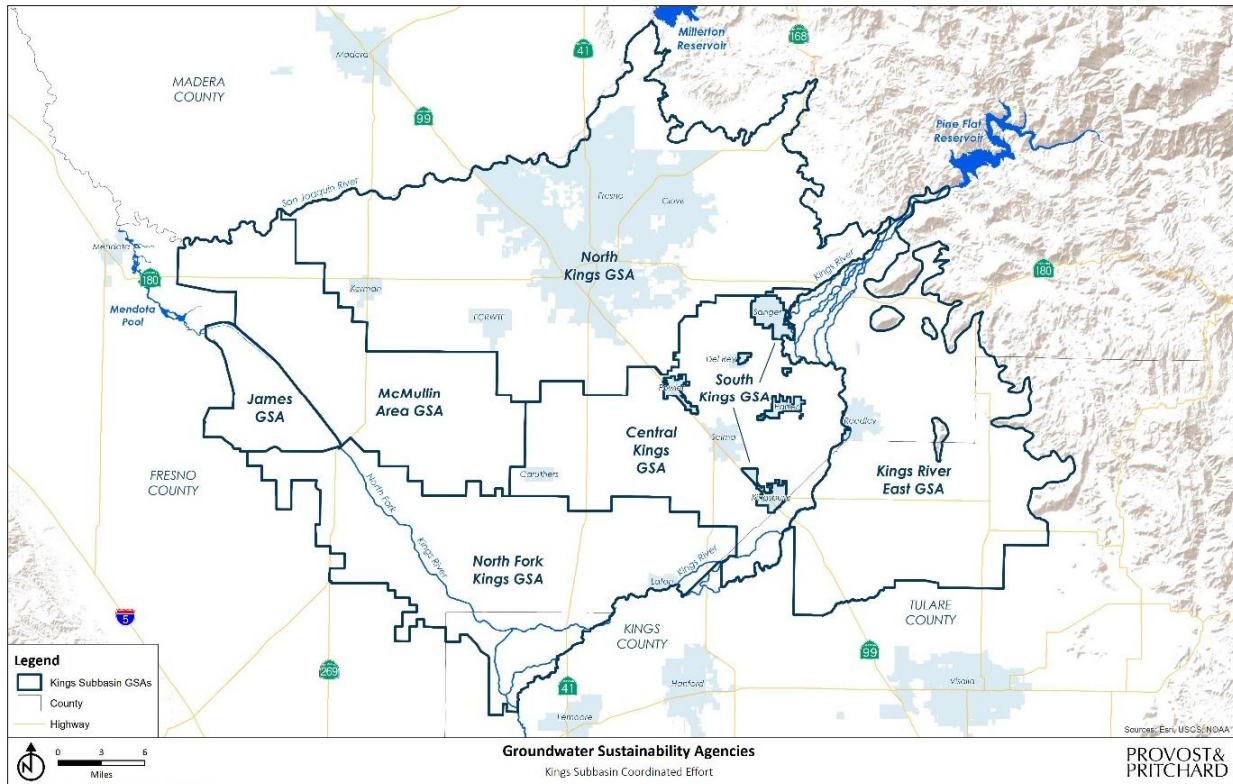 Millerton
Reservoir
41
168
Madera
MADERA
COUNTY
99
Pine Flat
Reservoir
San Joaquin River
Fresno
Clovis
Mendota
180
North
Kings GSA
Kings River
180
Mendota
Pool
Kerman
Sanger
Del Rey
James
GSA
McMullin
Area GSA
South
Kings GSA
Fowler
Parlier
Reedley
Central
Kings
GSA
Selma
Kings River
East GSA
Caruthers
FRESNO
COUNTY
Kingsburg
North Fork
Kings River
North Fork
Kings GSA
Kings River
Laton
TULARE
COUNTY
5
KINGS
COUNTY
99
269
41
Hanford
Visalia
Lemoore
Legend
Kings Subbasin GSAs
County
Highway
Sources: Esri, USGS, NOAA
N
0 3 6
Miles
Groundwater Sustainability Agencies
Kings Subbasin Coordinated Effort
PROVOST&
PRITCHARD